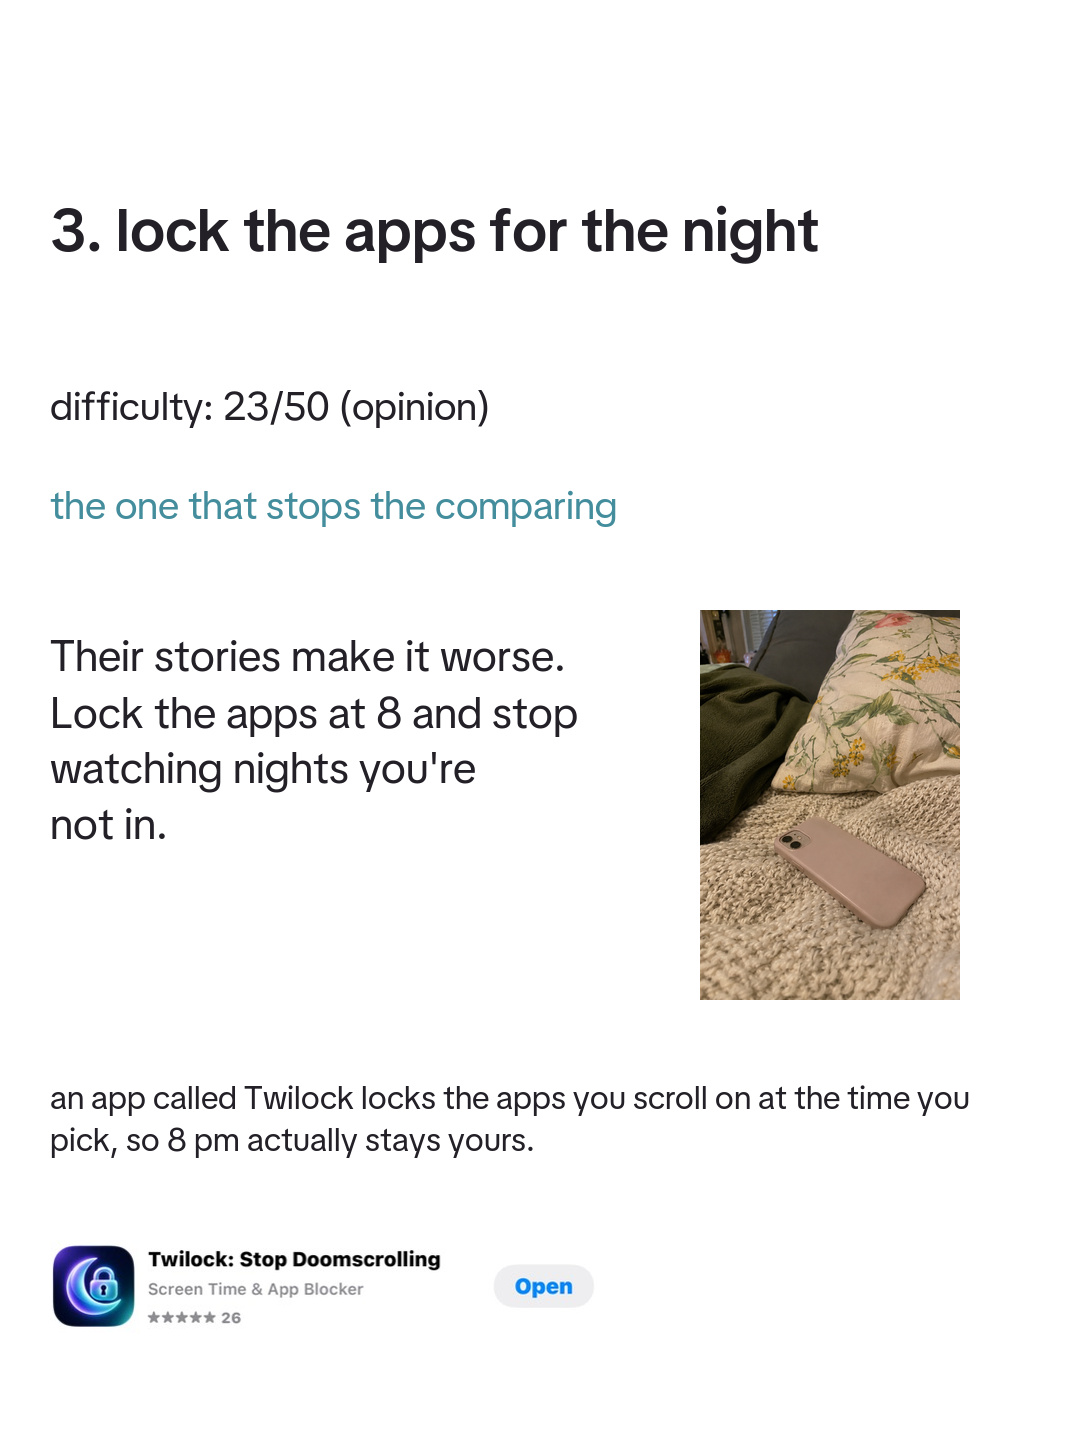 3. lock the apps for the night
difficulty: 23/50 (opinion)
the one that stops the comparing
Their stories make it worse.
Lock the apps at 8 and stop
watching nights you're
not in.
an app called Twilock locks the apps you scroll on at the time you
pick, so 8 pm actually stays yours.
Twilock: Stop Doomscrolling
Screen Time & App Blocker
★★★★★ 26
Open